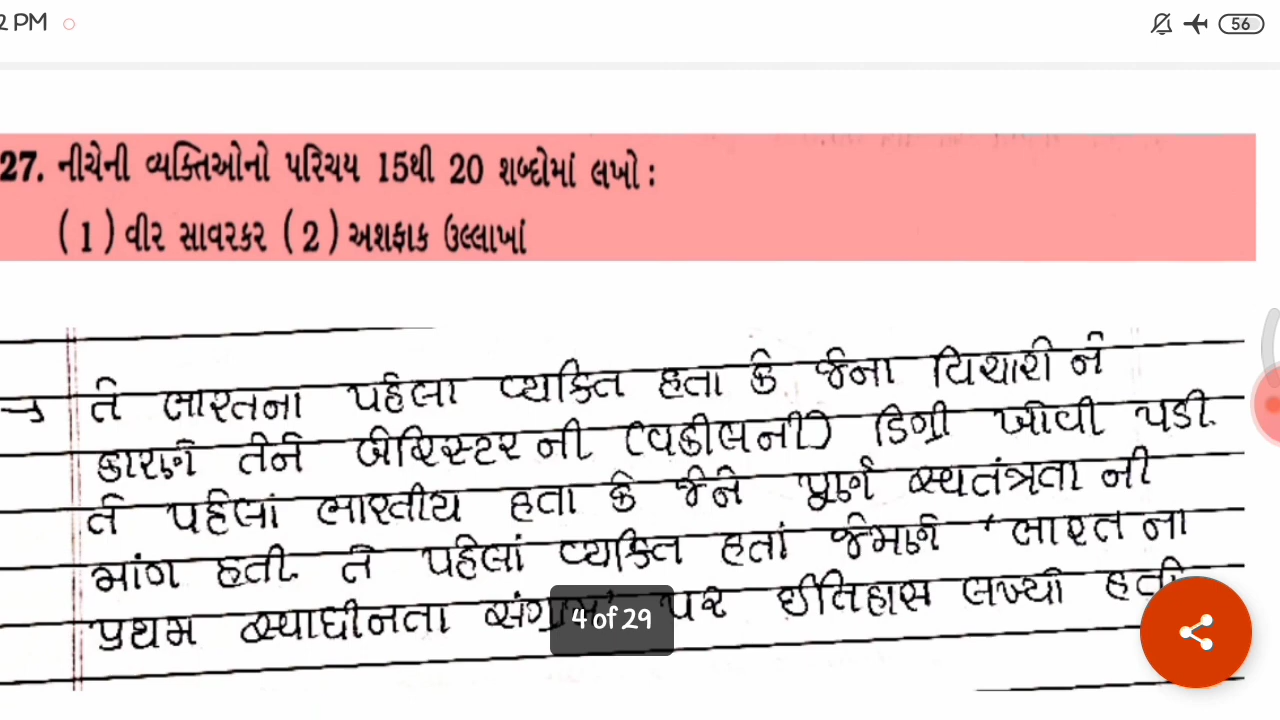 2 PM
56
27. નીચેની વ્યક્તિઓનો પરિચય 15થી 20 શબ્દોમાં લખો :
( 1 ) વીર સાવરકર ( 2 ) અશફાક ઉલ્લાખાં
→ તે ભારતના પહેલા વ્યક્તિ હતા કે જેના વિચારો ને
કારણે તેને બેરિસ્ટર ની (વકીલની) ડિગ્રી ખોવી પડી.
તે પહેલાં ભારતીય હતા કે જેને પૂર્ણ સ્વતંત્રતા ની
માંગ હતી. તે પહેલાં વ્યક્તિ હતાં જેમણે 'ભારત ના
પ્રથમ સ્વાધીનતા સંગ્રામ' પર ઈતિહાસ લખ્યો હતો
4 of 29